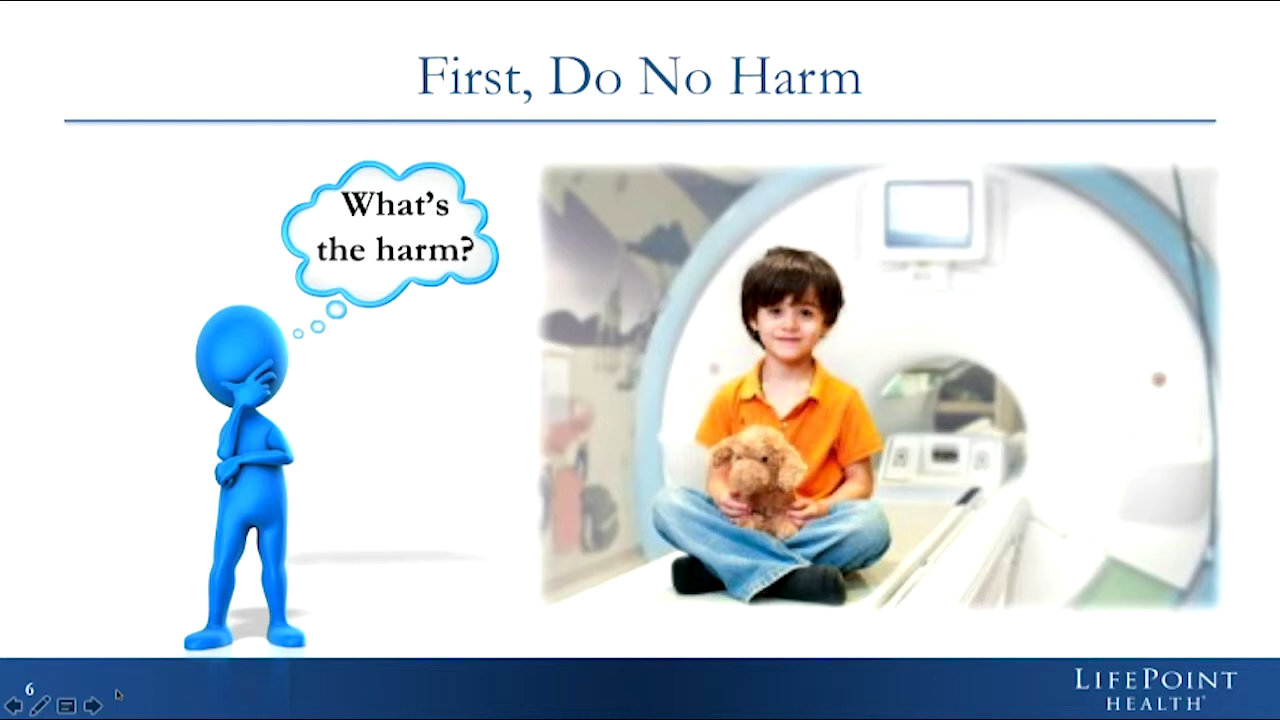 First, Do No Harm
What's
the harm?
6
LIFEPOINT
HEALTH®